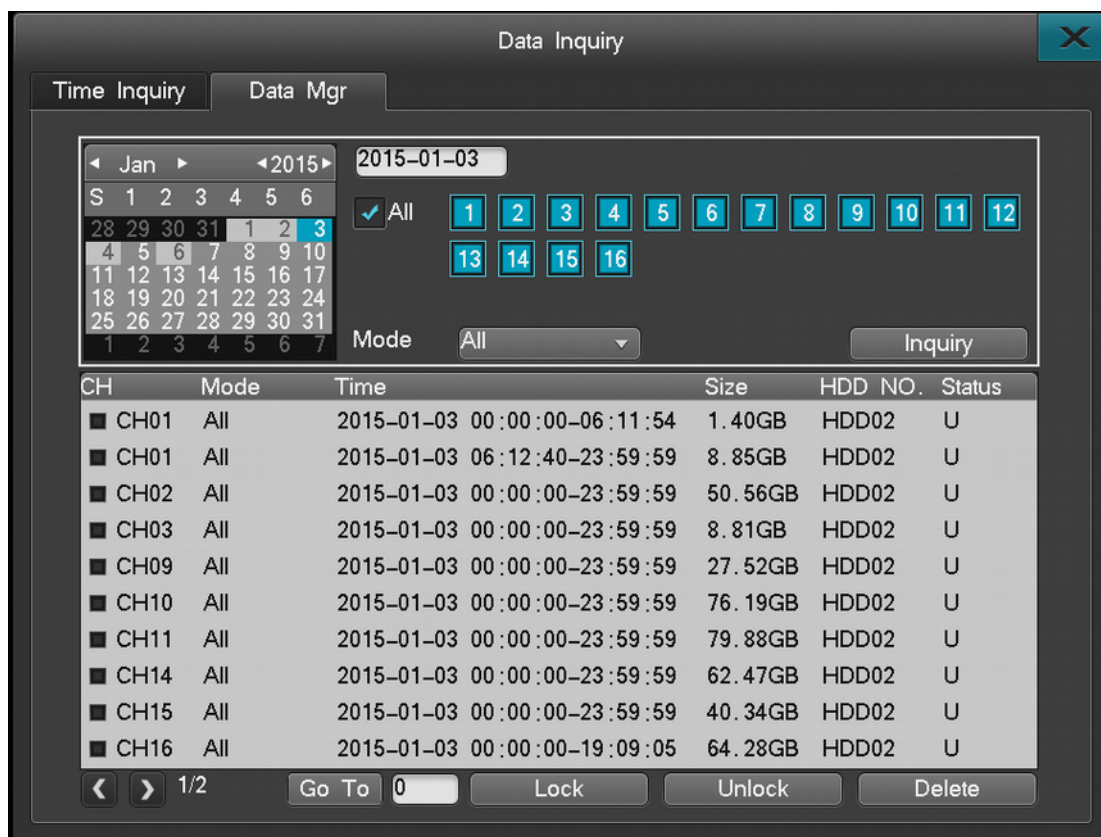 Data Inquiry
Time Inquiry Data Mgr
Jan 2015 2015-01-03
S 1 2 3 4 5 6
All 1 2 3 4 5 6 7 8 9 10 11 12
28 29 30 31 1 2 3
4 5 6 7 8 9 10
13 14 15 16
11 12 13 14 15 16 17
18 19 20 21 22 23 24
25 26 27 28 29 30 31
1 2 3 4 5 6 7
Mode All Inquiry
CH Mode Time Size HDD NO. Status
CH01 All 2015-01-03 00:00:00-06:11:54 1.40GB HDD02 U
CH01 All 2015-01-03 06:12:40-23:59:59 8.85GB HDD02 U
CH02 All 2015-01-03 00:00:00-23:59:59 50.56GB HDD02 U
CH03 All 2015-01-03 00:00:00-23:59:59 8.81GB HDD02 U
CH09 All 2015-01-03 00:00:00-23:59:59 27.52GB HDD02 U
CH10 All 2015-01-03 00:00:00-23:59:59 76.19GB HDD02 U
CH11 All 2015-01-03 00:00:00-23:59:59 79.88GB HDD02 U
CH14 All 2015-01-03 00:00:00-23:59:59 62.47GB HDD02 U
CH15 All 2015-01-03 00:00:00-23:59:59 40.34GB HDD02 U
CH16 All 2015-01-03 00:00:00-19:09:05 64.28GB HDD02 U
1/2 Go To 0 Lock Unlock Delete